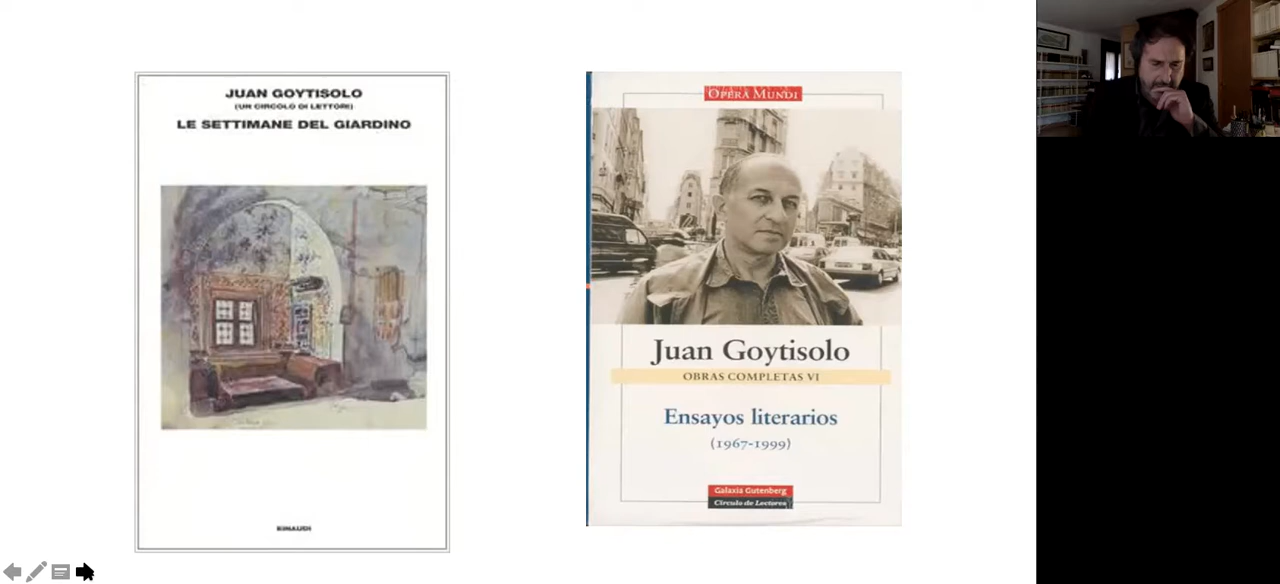 JUAN GOYTISOLO
(UN CIRCOLO DI LETTORI)
LE SETTIMANE DEL GIARDINO
EINAUDI
OPERA MUNDI
Juan Goytisolo
OBRAS COMPLETAS VI
Ensayos literarios
(1967-1999)
Galaxia Gutenberg
Círculo de Lectores